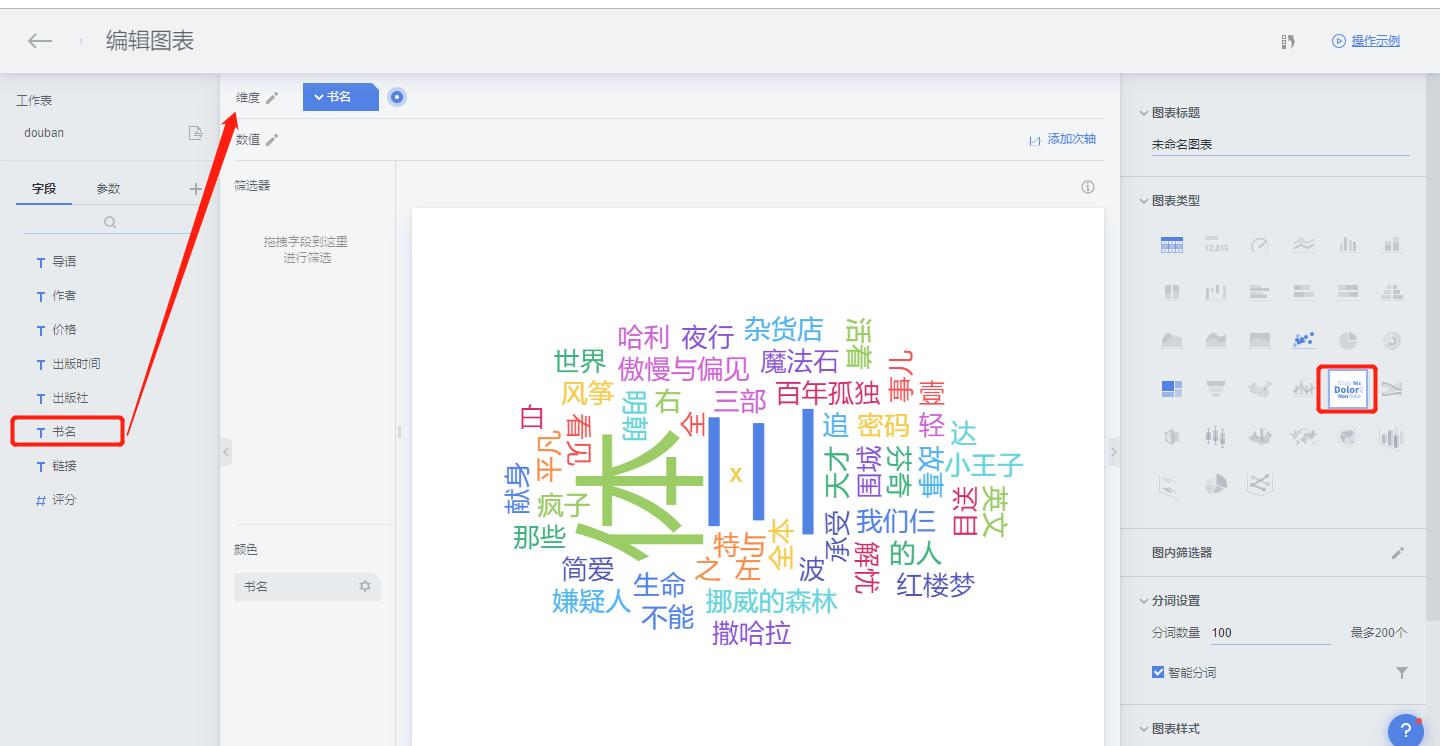 编辑图表
操作示例
工作表
douban
字段
参数
导语
作者
价格
出版时间
出版社
书名
链接
评分
维度
书名
数值
添加次轴
筛选器
拖拽字段到这里
进行筛选
颜色
书名
哈利
夜行
杂货店
活着
世界
傲慢与偏见
魔法石
事儿
风筝
明朝
右
三部
百年孤独
壹
白
平凡
全
追
密码
轻
达
体
三
x
天才
围城
故事
小王子
献身
疯子
目送
英文
那些
特与
全本
承受
我们仨
简爱
之
左
波
解忧
的人
生命
红楼梦
嫌疑人
不能
挪威的森林
撒哈拉
图表标题
未命名图表
图表类型
12,816
Dolor
图内筛选器
分词设置
分词数量
100
最多200个
智能分词
图表样式
?